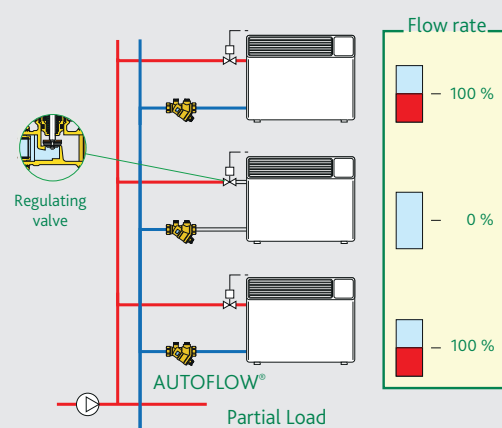 Flow rate
100 %
Regulating
valve
0 %
100 %
AUTOFLOW®
Partial Load